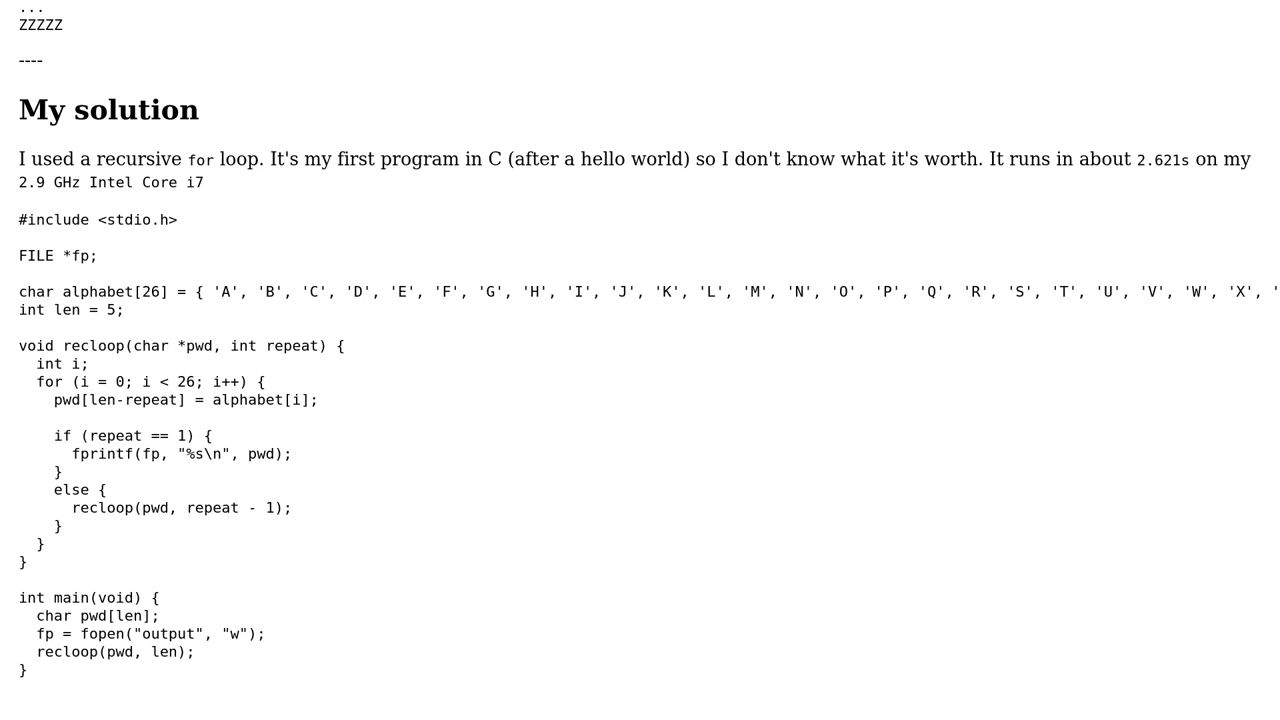 ...
ZZZZZ
----
My solution
I used a recursive for loop. It's my first program in C (after a hello world) so I don't know what it's worth. It runs in about 2.621s on my
2.9 GHz Intel Core i7
#include <stdio.h>
FILE *fp;
char alphabet[26] = { 'A', 'B', 'C', 'D', 'E', 'F', 'G', 'H', 'I', 'J', 'K', 'L', 'M', 'N', 'O', 'P', 'Q', 'R', 'S', 'T', 'U', 'V', 'W', 'X', '
int len = 5;
void recloop(char *pwd, int repeat) {
  int i;
  for (i = 0; i < 26; i++) {
    pwd[len-repeat] = alphabet[i];
    if (repeat == 1) {
      fprintf(fp, "%s\n", pwd);
    }
    else {
      recloop(pwd, repeat - 1);
    }
  }
}
int main(void) {
  char pwd[len];
  fp = fopen("output", "w");
  recloop(pwd, len);
}